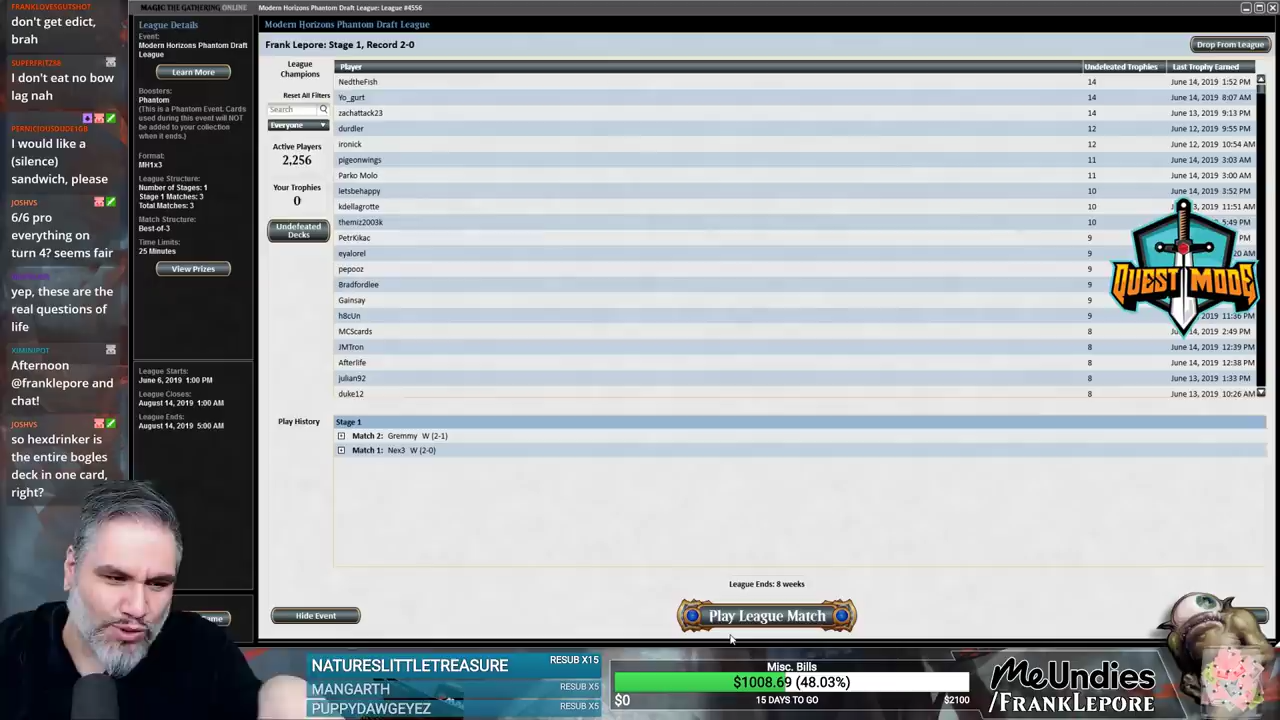 FRANKLOVESGUTSHOT
don't get edict,
brah
SUPERFRITZ8A
I don't eat no bow
lag nah
PERNICIOUSDUDE1GB
I would like a
(silence)
sandwich, please
JOSHVS
6/6 pro
everything on
turn 4? seems fair
yep, these are the
real questions of
life
XIMINIPOT
Afternoon
@franklepore and
chat!
JOSHVS
so hexdrinker is
the entire bogles
deck in one card,
right?
MAGIC THE GATHERING ONLINE
Modern Horizons Phantom Draft League: League #4556
League Details
Event:
Modern Horizons Phantom Draft
League
Learn More
Boosters:
Phantom
(This is a Phantom Event. Cards
used during this event will NOT
be added to your collection
when it ends.)
Format:
MH1x3
League Structure:
Number of Stages: 1
Stage 1 Matches: 3
Total Matches: 3
Match Structure:
Best-of-3
Time Limits:
25 Minutes
View Prizes
League Starts:
June 6, 2019 1:00 PM
League Closes:
August 14, 2019 1:00 AM
League Ends:
August 14, 2019 5:00 AM
Modern Horizons Phantom Draft League
Frank Lepore: Stage 1, Record 2-0
Drop From League
League
Champions
Reset All Filters
Search
Everyone
Active Players
2,256
Your Trophies
0
Undefeated
Decks
Player Undefeated Trophies Last Trophy Earned
NedtheFish 14 June 14, 2019 1:52 PM
Yo_gurt 14 June 14, 2019 8:07 AM
zachattack23 14 June 13, 2019 9:13 PM
durdler 12 June 12, 2019 9:55 PM
ironick 12 June 12, 2019 10:54 AM
pigeonwings 11 June 14, 2019 3:03 AM
Parko Molo 11 June 14, 2019 3:00 AM
letsbehappy 10 June 14, 2019 3:52 PM
kdellagrotte 10 3, 2019 11:51 AM
themiz2003k 10 5:49 PM
PetrKikac 9 PM
eyalorel 9 20 AM
pepooz 9
Bradfordlee 9
Gainsay 9
h8cUn 9 2019 11:36 PM
MCScards 8 June 14, 2019 2:49 PM
JMTron 8 June 14, 2019 12:39 PM
Afterlife 8 June 14, 2019 12:38 PM
julian92 8 June 13, 2019 1:33 PM
duke12 8 June 13, 2019 10:26 AM
QUEST MODE
Play History
Stage 1
Match 2: Gremmy W (2-1)
Match 1: Nex3 W (2-0)
League Ends: 8 weeks
Hide Event
Play League Match
NATURESLITTLETREASURE RESUB X15
MANGARTH RESUB X5
PUPPYDAWGEYEZ RESUB X5
Misc. Bills
$1008.69 (48.03%)
$0 15 DAYS TO GO $2100
MeUndies
/FRANKLEPORE